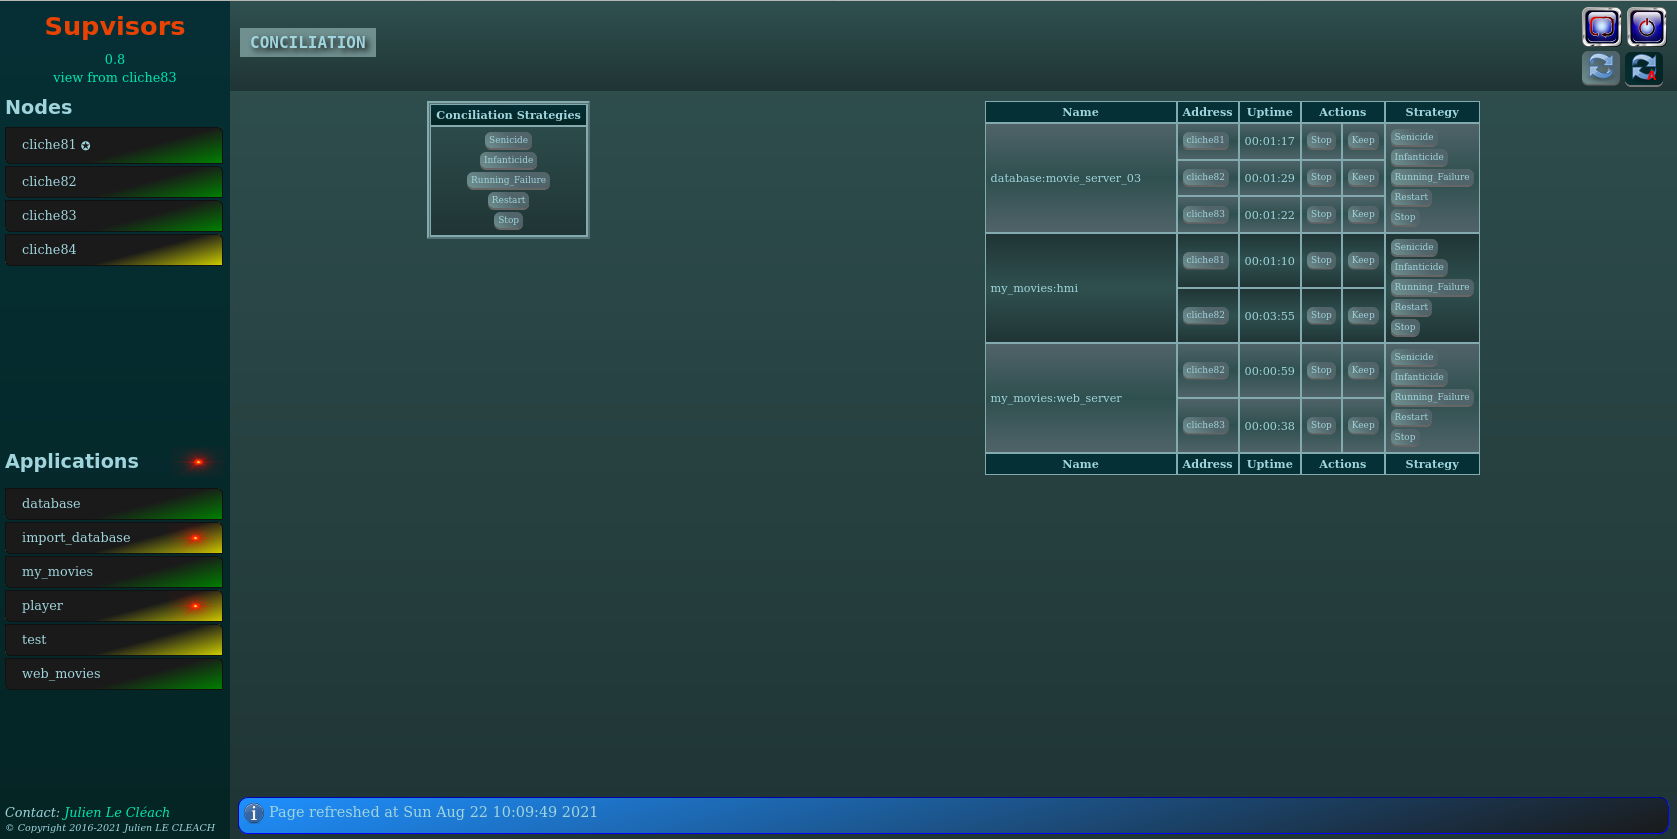 Supvisors
0.8
view from cliche83
Nodes
cliche81 ✪
cliche82
cliche83
cliche84
Applications
database
import_database
my_movies
player
test
web_movies
Contact: Julien Le Cléach
© Copyright 2016-2021 Julien LE CLEACH
CONCILIATION
Conciliation Strategies
Senicide
Infanticide
Running_Failure
Restart
Stop
Name Address Uptime Actions Strategy
database:movie_server_03
cliche81 00:01:17 Stop Keep
cliche82 00:01:29 Stop Keep
cliche83 00:01:22 Stop Keep
Senicide
Infanticide
Running_Failure
Restart
Stop
my_movies:hmi
cliche81 00:01:10 Stop Keep
cliche82 00:03:55 Stop Keep
Senicide
Infanticide
Running_Failure
Restart
Stop
my_movies:web_server
cliche82 00:00:59 Stop Keep
cliche83 00:00:38 Stop Keep
Senicide
Infanticide
Running_Failure
Restart
Stop
Name Address Uptime Actions Strategy
Page refreshed at Sun Aug 22 10:09:49 2021